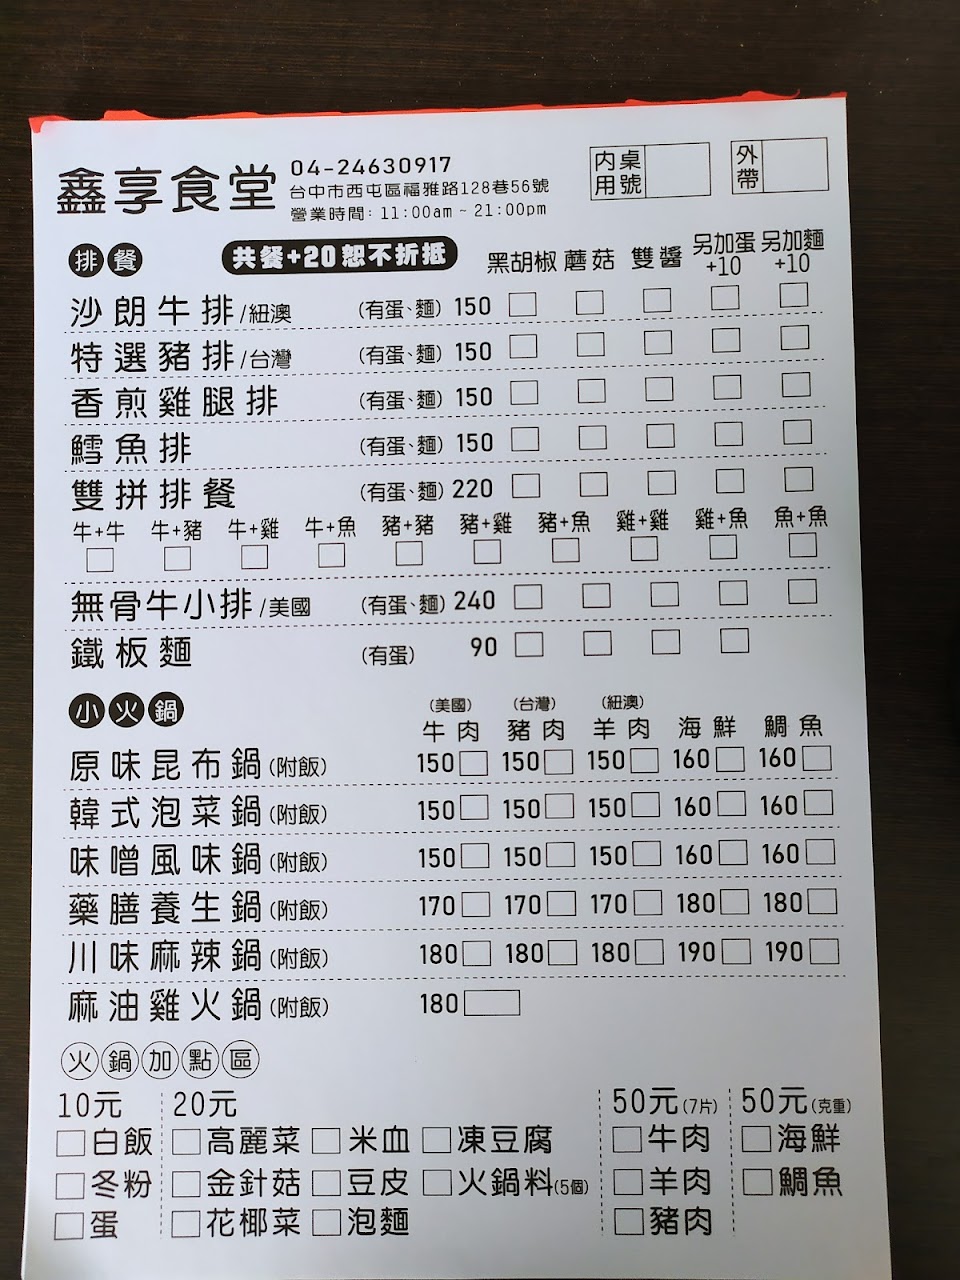 鑫享食堂
04-24630917
台中市西屯區福雅路128巷56號
營業時間: 11:00am ~ 21:00pm
內用桌號
外帶
排餐
共餐+20恕不折抵
黑胡椒 蘑菇 雙醬 另加蛋+10 另加麵+10
沙朗牛排/紐澳 (有蛋、麵) 150
特選豬排/台灣 (有蛋、麵) 150
香煎雞腿排 (有蛋、麵) 150
鱈魚排 (有蛋、麵) 150
雙拼排餐 (有蛋、麵) 220
牛+牛 牛+豬 牛+雞 牛+魚 豬+豬 豬+雞 豬+魚 雞+雞 雞+魚 魚+魚
無骨牛小排/美國 (有蛋、麵) 240
鐵板麵 (有蛋) 90
小火鍋
(美國) (台灣) (紐澳)
牛肉 豬肉 羊肉 海鮮 鯛魚
原味昆布鍋(附飯) 150 150 150 160 160
韓式泡菜鍋(附飯) 150 150 150 160 160
味噌風味鍋(附飯) 150 150 150 160 160
藥膳養生鍋(附飯) 170 170 170 180 180
川味麻辣鍋(附飯) 180 180 180 190 190
麻油雞火鍋(附飯) 180
火鍋加點區
10元 20元 50元(7片) 50元(克重)
白飯 高麗菜 米血 凍豆腐 牛肉 海鮮
冬粉 金針菇 豆皮 火鍋料(5個) 羊肉 鯛魚
蛋 花椰菜 泡麵 豬肉